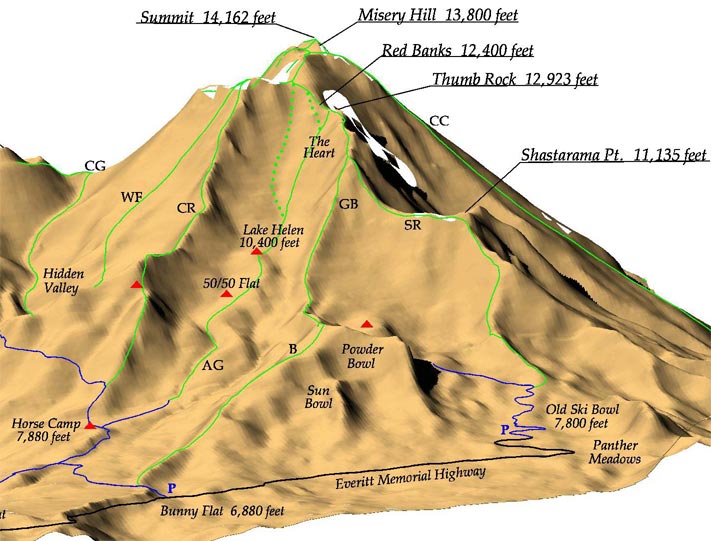 Summit 14,162 feet
Misery Hill 13,800 feet
Red Banks 12,400 feet
Thumb Rock 12,923 feet
CC
The
Heart
Shastarama Pt. 11,135 feet
CG
WF
CR
GB
SR
Lake Helen
10,400 feet
Hidden
Valley
50/50 Flat
AG
B
Powder
Bowl
Sun
Bowl
Horse Camp
7,880 feet
Old Ski Bowl
7,800 feet
P
Panther
Meadows
Everitt Memorial Highway
P
Bunny Flat 6,880 feet